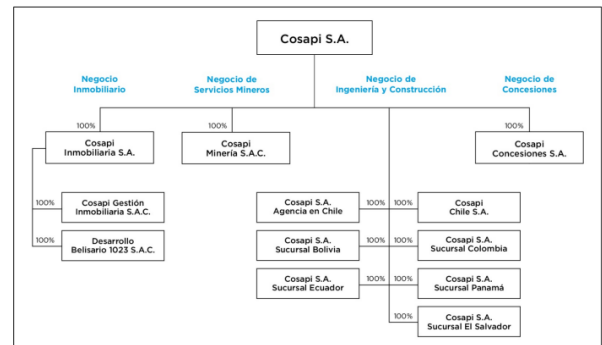 Cosapi S.A.
Negocio
Inmobiliario
Negocio de
Servicios Mineros
Negocio de
Ingeniería y Construcción
Negocio de
Concesiones
100%
Cosapi
Inmobiliaria S.A.
100%
Cosapi
Minería S.A.C.
100%
Cosapi
Concesiones S.A.
100%
Cosapi Gestión
Inmobiliaria S.A.C.
100%
Desarrollo
Belisario 1023 S.A.C.
Cosapi S.A.
Agencia en Chile
100%
100%
Cosapi
Chile S.A.
Cosapi S.A.
Sucursal Bolivia
100%
100%
Cosapi S.A.
Sucursal Colombia
Cosapi S.A.
Sucursal Ecuador
100%
100%
Cosapi S.A.
Sucursal Panamá
100%
Cosapi S.A.
Sucursal El Salvador